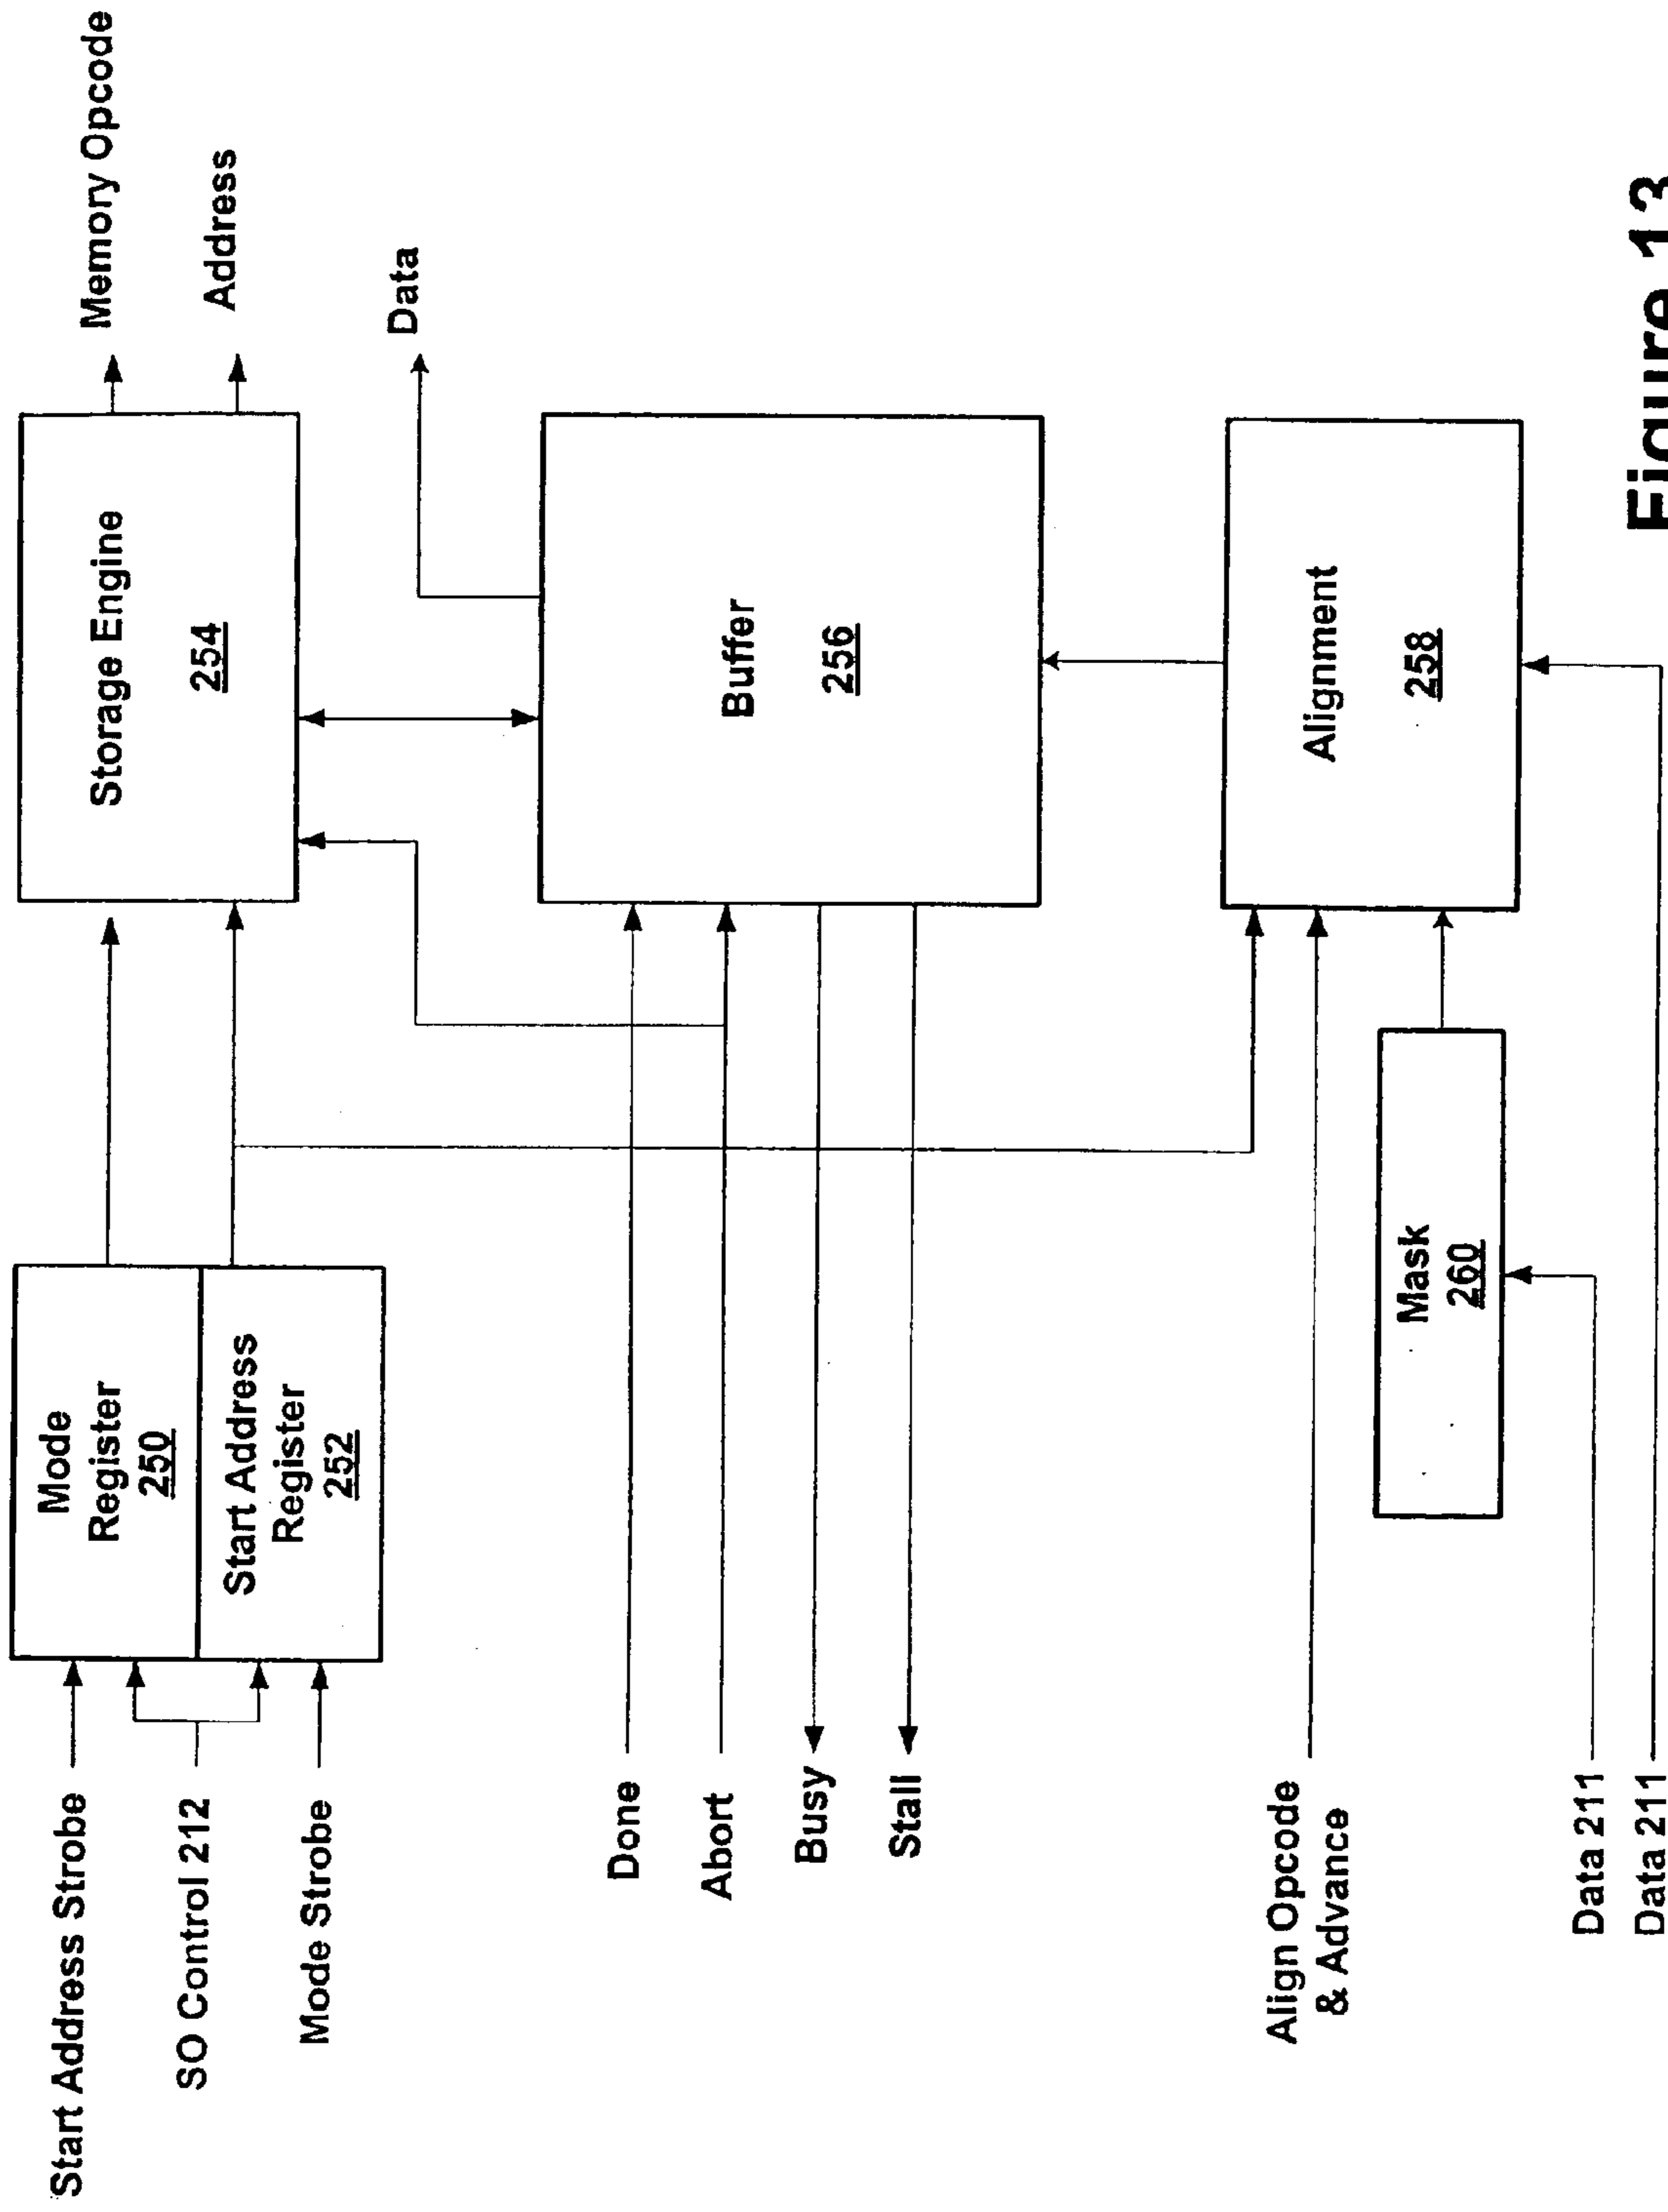 Start Address Strobe
SO Control 212
Mode Strobe
Mode
Register
250
Start Address
Register
252
Storage Engine
254
Memory Opcode
Address
Data
Done
Abort
Busy
Stall
Buffer
256
Align Opcode
& Advance
Alignment
258
Mask
260
Data 211
Data 211
Figure 13